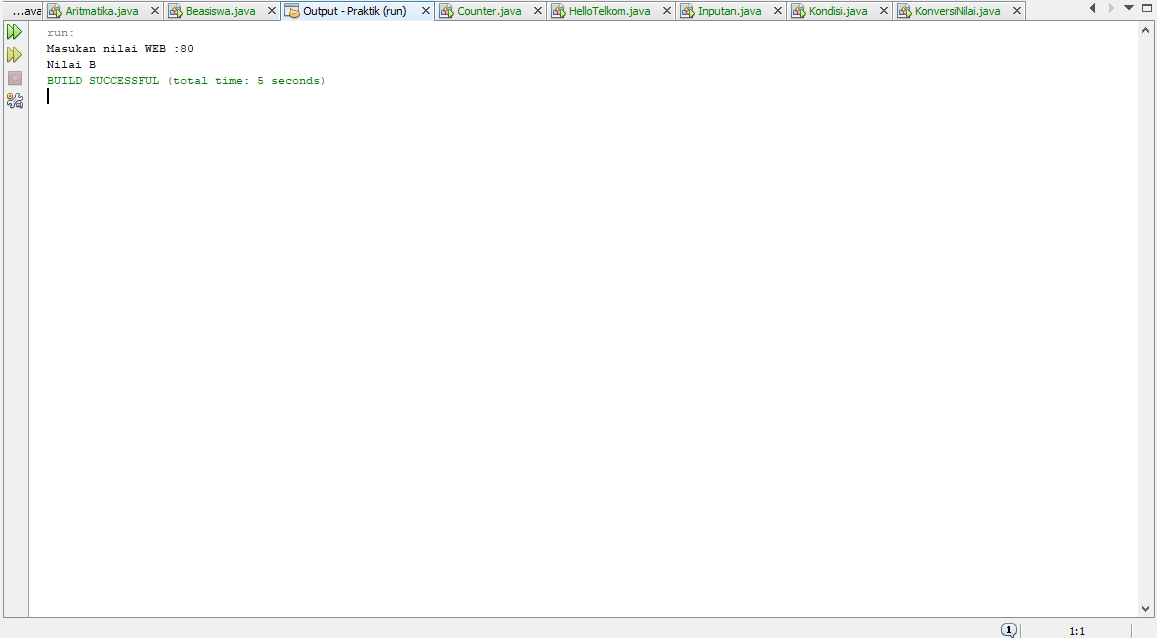 ...ava Aritmatika.java Beasiswa.java Output - Praktik (run) Counter.java HelloTelkom.java Inputan.java Kondisi.java KonversiNilai.java
run:
Masukan nilai WEB :80
Nilai B
BUILD SUCCESSFUL (total time: 5 seconds)
1 1:1